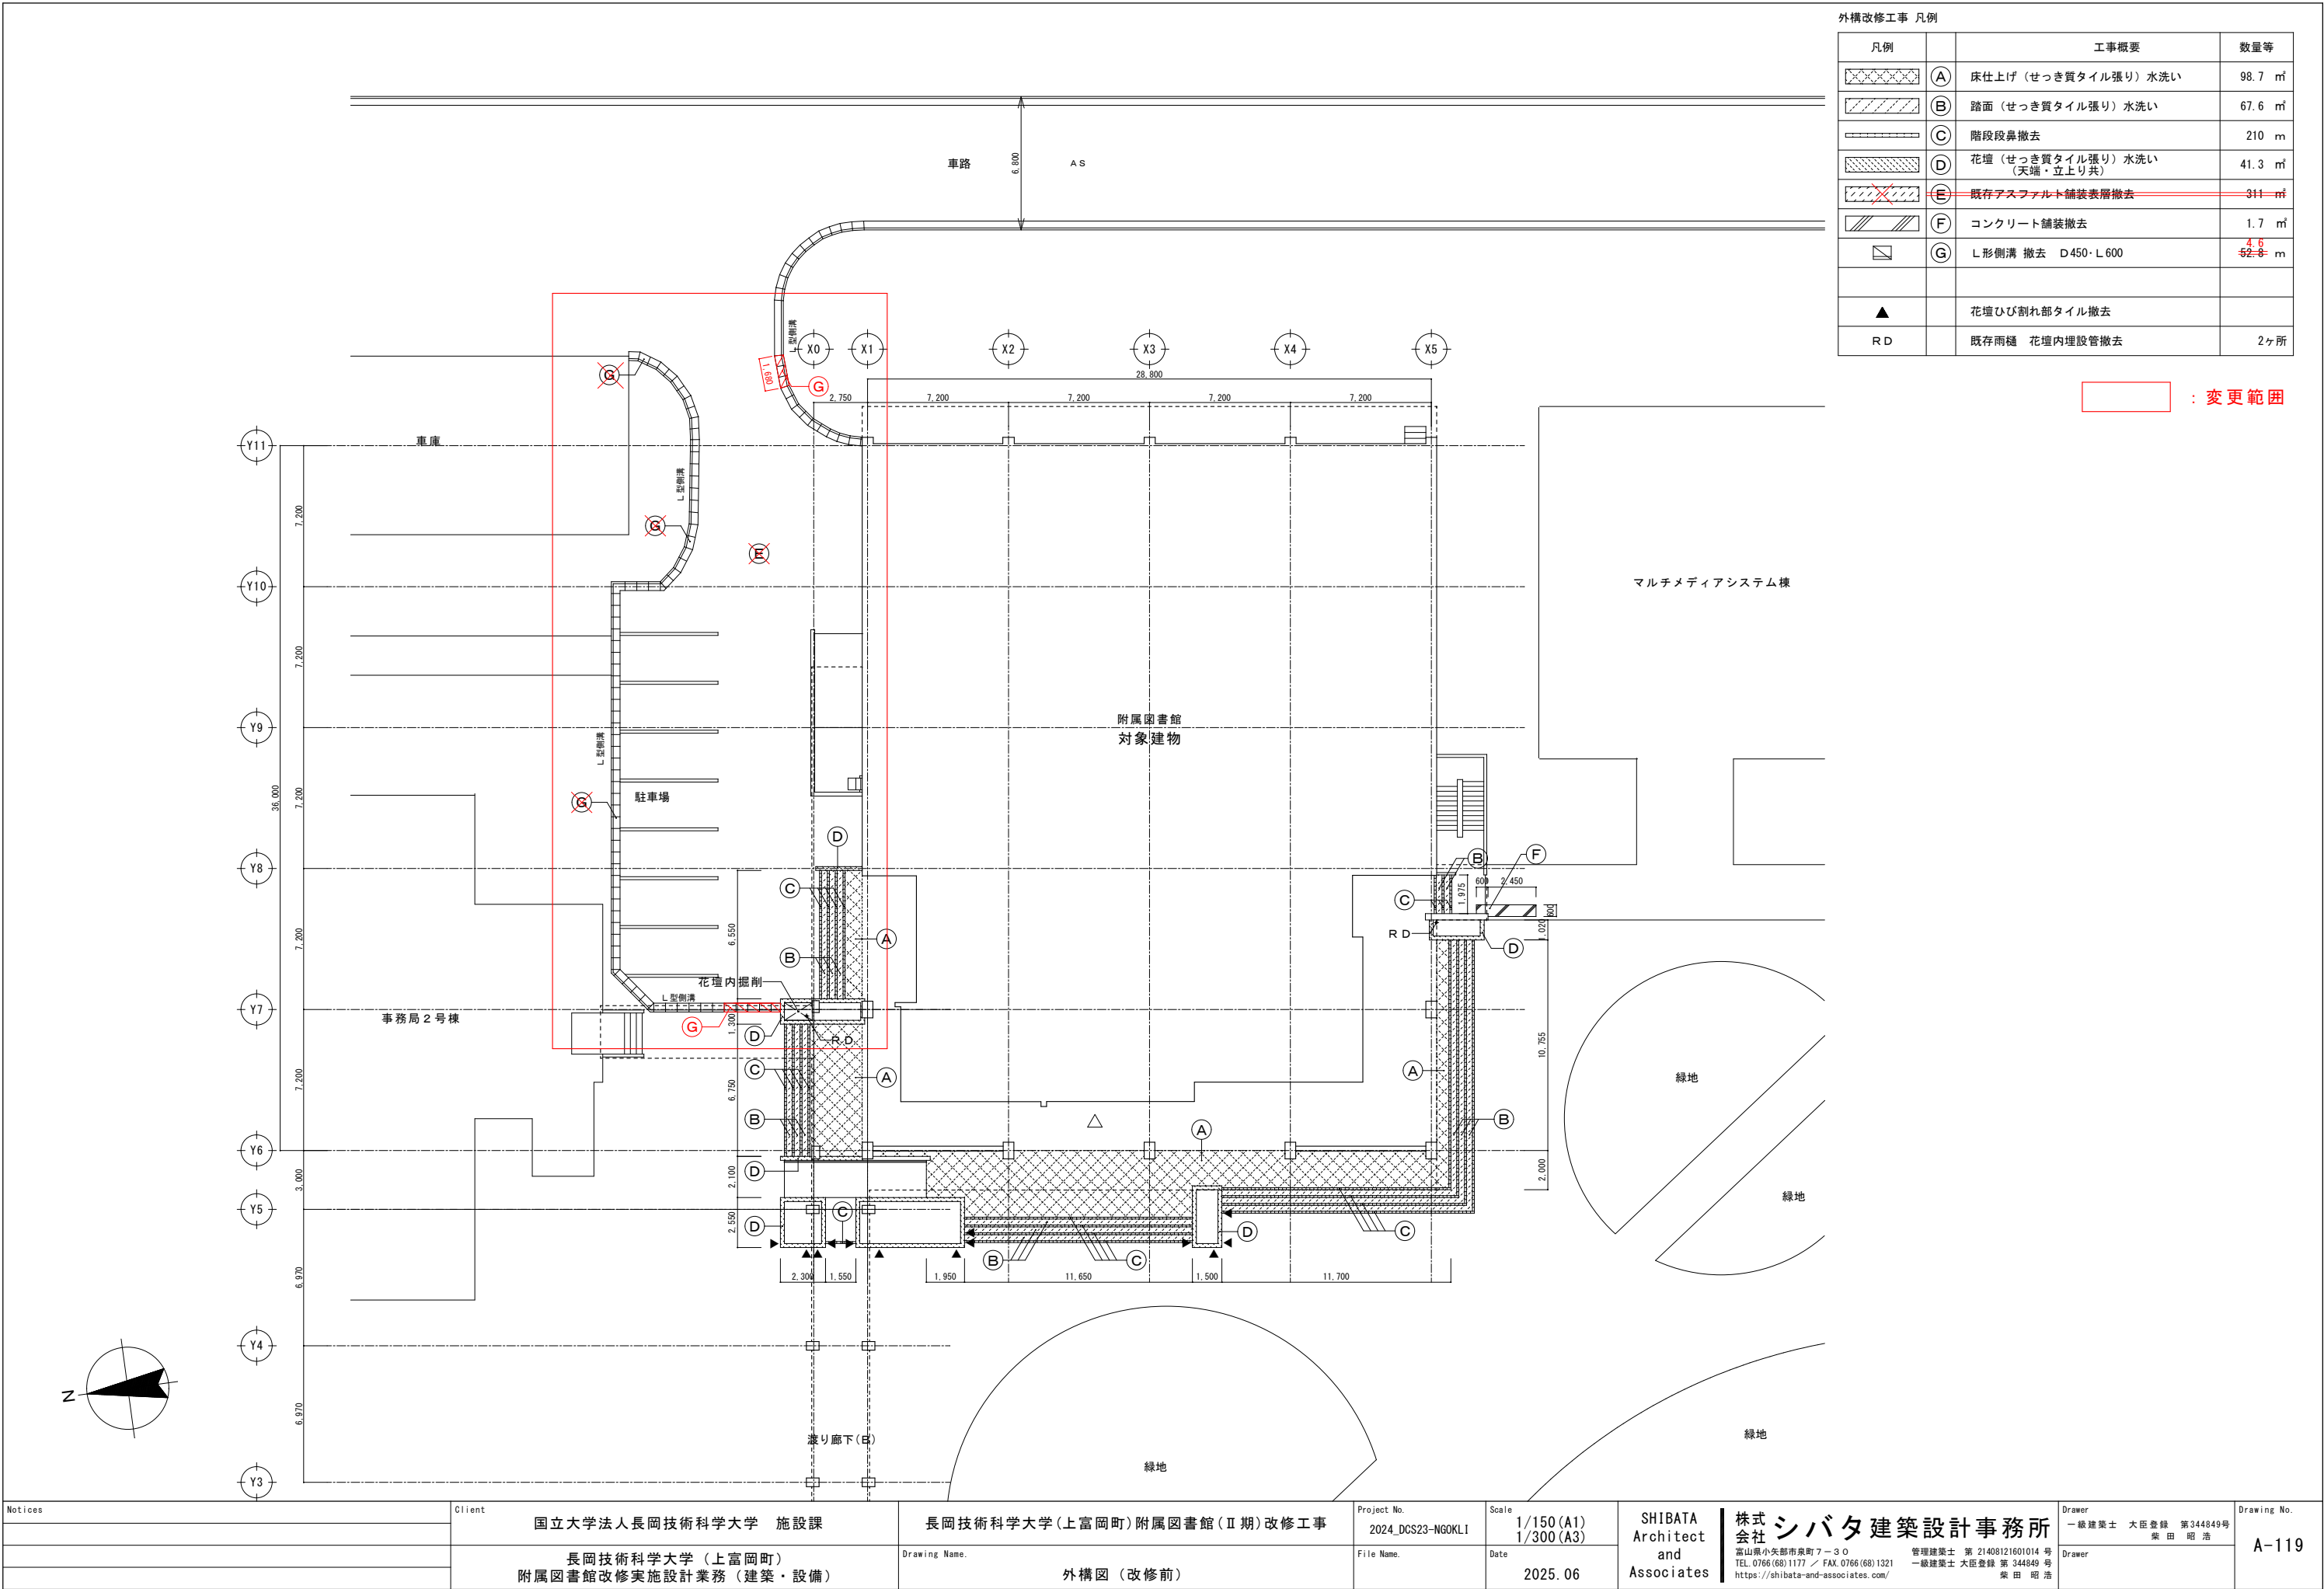 外構改修工事 凡例
凡例 工事概要 数量等
A 床仕上げ（せっき質タイル張り）水洗い 98.7 ㎡
B 踏面（せっき質タイル張り）水洗い 67.6 ㎡
C 階段段鼻撤去 210 m
D 花壇（せっき質タイル張り）水洗い 41.3 ㎡
（天端・立上り共）
E 既存アスファルト舗装表層撤去 311 ㎡
F コンクリート舗装撤去 1.7 ㎡
4.6
G L形側溝 撤去 D450・L600 52.8 m
▲ 花壇ひび割れ部タイル撤去
RD 既存雨樋 花壇内埋設管撤去 2ヶ所
：変更範囲
車路 6,800 AS
L型側溝
X0 X1 X2 X3 X4 X5
G 1,680 G
28,800
2,750 7,200 7,200 7,200 7,200
Y11 車庫
L型側溝
7,200
G
E
Y10
マルチメディアシステム棟
7,200
Y9
附属図書館
対象建物
L型側溝
36,000 7,200
G 駐車場
D
Y8
B F
C 600 2,450
1,975
C 600
6,550 7,200 A RD 1,020 D
B
花壇内掘削
L型側溝
Y7
事務局2号棟
G 1,300 D RD
10,755
C A A 緑地
7,200 6,750
B A B
Y6
D 2,100 2,000
3,000
Y5 C 緑地
D 2,550 D C
B C
2,300 1,550 1,950 11,650 1,500 11,700
6,970
Y4
N
6,970
渡り廊下(B) 緑地 緑地
Y3
Notices
Client
国立大学法人長岡技術科学大学 施設課
長岡技術科学大学（上富岡町）
附属図書館改修実施設計業務（建築・設備）
長岡技術科学大学(上富岡町)附属図書館(Ⅱ期)改修工事
Drawing Name.
外構図（改修前）
Project No.
2024_DCS23-NGOKLI
File Name.
Scale
1/150(A1)
1/300(A3)
Date
2025.06
SHIBATA
Architect
and
Associates
株式会社 シバタ建築設計事務所
富山県小矢部市泉町7-30 管理建築士 第 21408121601014 号
TEL.0766(68)1177 ／ FAX.0766(68)1321 一級建築士 大臣登録 第 344849 号
https://shibata-and-associates.com/ 柴田 昭浩
Drawer
一級建築士 大臣登録 第344849号
柴田 昭浩
Drawer
Drawing No.
A-119